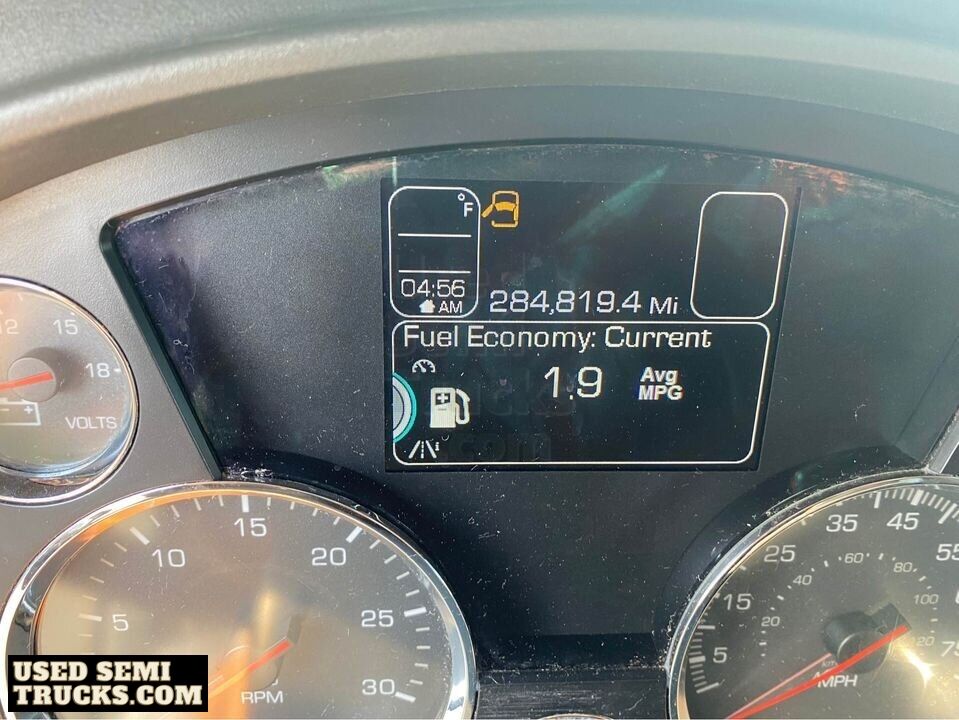 °F
04:56
AM
284,819.4 Mi
Fuel Economy: Current
1.9 Avg
MPG
12 15
18
VOLTS
5 10 15 20 25 30
RPM
5 15 25 35 45 55
20 40 60 80 100 120
MPH
USED SEMI
TRUCKS.COM